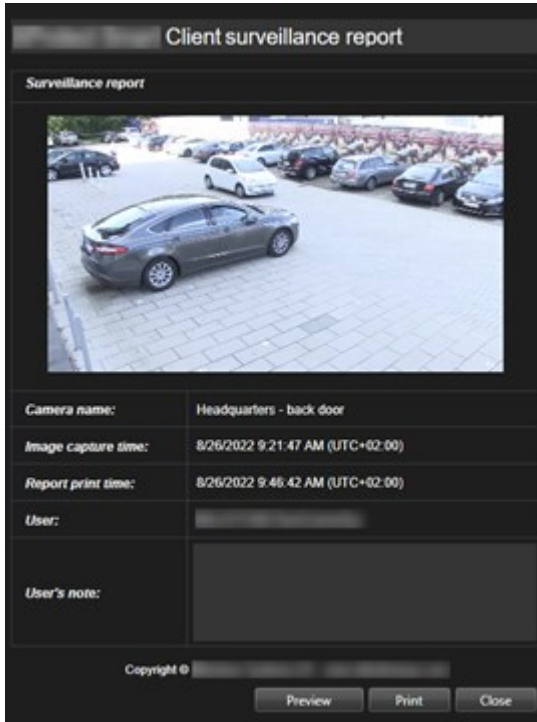 Client surveillance report
Surveillance report
Camera name: Headquarters - back door
Image capture time: 8/26/2022 9:21:47 AM (UTC+02:00)
Report print time: 8/26/2022 9:46:42 AM (UTC+02:00)
User:
User's note:
Copyright ©
Preview Print Close